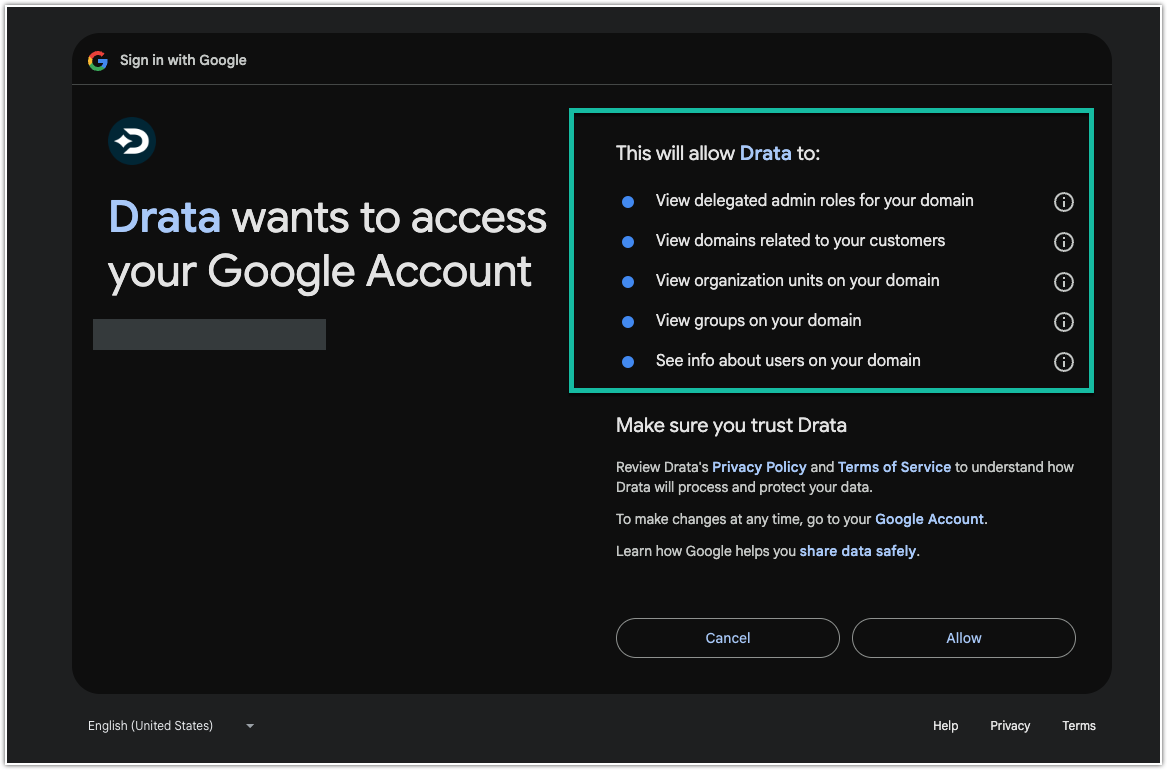 Sign in with Google
Drata wants to access
your Google Account
This will allow Drata to:
View delegated admin roles for your domain
View domains related to your customers
View organization units on your domain
View groups on your domain
See info about users on your domain
Make sure you trust Drata
Review Drata's Privacy Policy and Terms of Service to understand how
Drata will process and protect your data.
To make changes at any time, go to your Google Account.
Learn how Google helps you share data safely.
Cancel
Allow
English (United States)
Help
Privacy
Terms